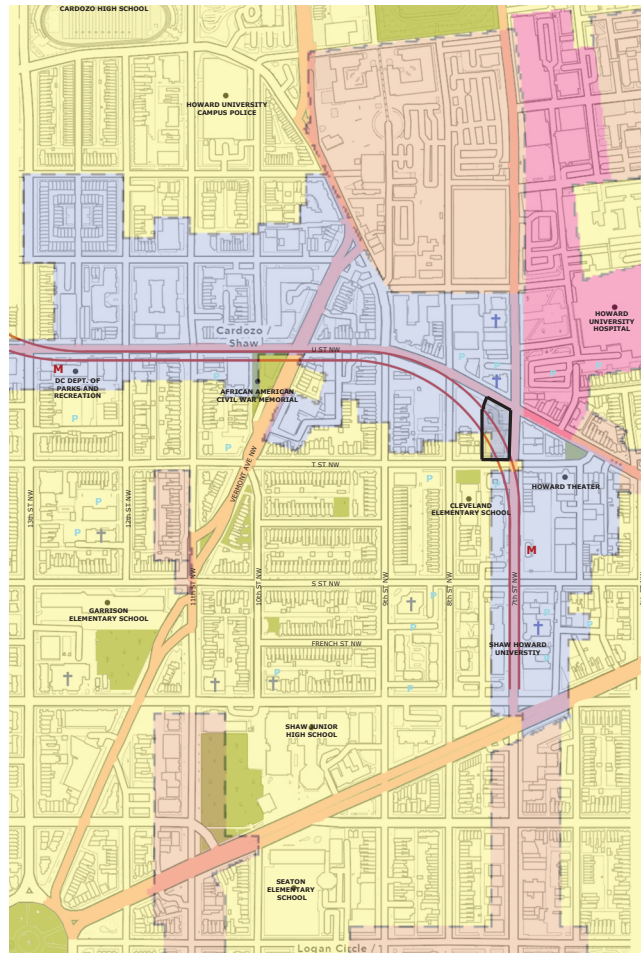 CARDOZO HIGH SCHOOL
HOWARD UNIVERSITY
CAMPUS POLICE
HOWARD
UNIVERSITY
HOSPITAL
Cardozo /
Shaw
U ST NW
P
P
P
M
DC DEPT. OF
PARKS AND
RECREATION
P
AFRICAN AMERICAN
CIVIL WAR MEMORIAL
P
P
P
VERMONT AVE NW
T ST NW
HOWARD THEATER
CLEVELAND
ELEMENTARY SCHOOL
P
P
13th ST NW
12th ST NW
P
M
11th ST NW
10th ST NW
9th ST NW
8th ST NW
7th ST NW
S ST NW
GARRISON
ELEMENTARY SCHOOL
P
P
P
FRENCH ST NW
SHAW HOWARD
UNIVERSTIY
P
P
SHAW JUNIOR
HIGH SCHOOL
SEATON
ELEMENTARY
SCHOOL
Logan Circle /